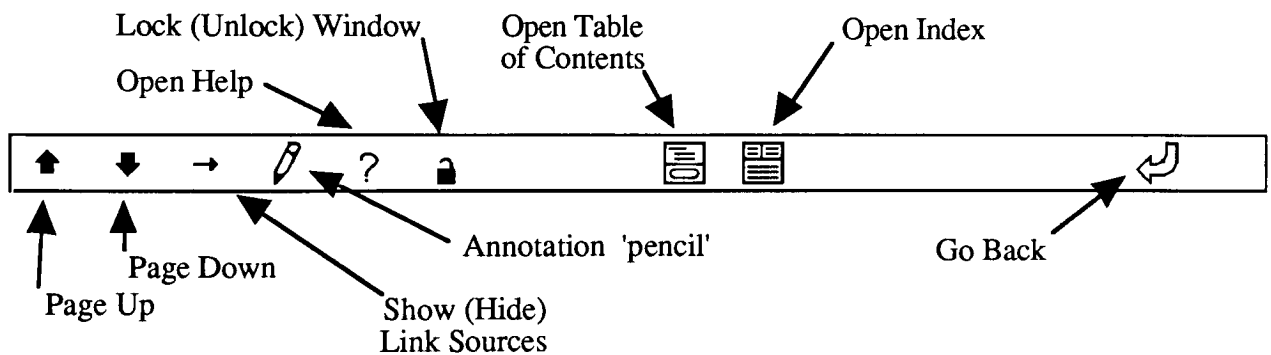 Lock (Unlock) Window
Open Table
of Contents
Open Index
Open Help
?
Annotation 'pencil'
Go Back
Page Down
Page Up
Show (Hide)
Link Sources